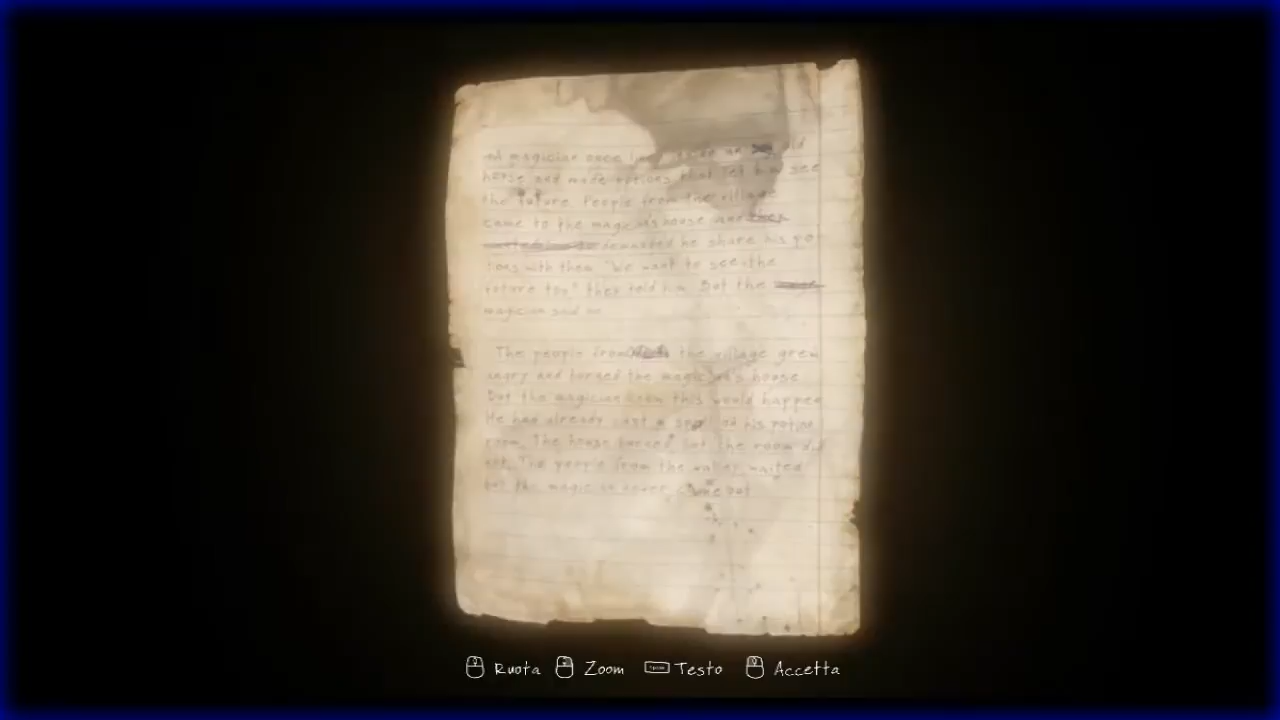 A magician once in an old
house and made potions that let him see
the future. People from the village
came to the magicians house and then
wanted him to demanded he share his po
tions with them "We want to see the
future too" they told him. But the
magician said no
The people from the village grew
angry and burned the magician's house
But the magician knew this would happen
He had already cast a spell on his potion
room. The house burned but the room did
not. The people from the valley waited
but the magician never came out
Ruota Zoom Testo Accetta